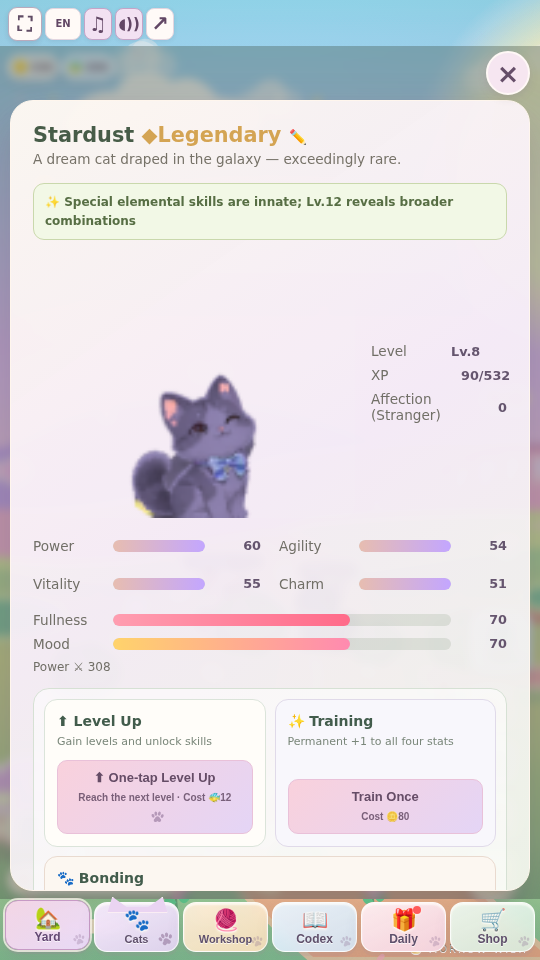 EN
Stardust ◆Legendary ✏️
A dream cat draped in the galaxy — exceedingly rare.
✨ Special elemental skills are innate; Lv.12 reveals broader
combinations
Level Lv.8
XP 90/532
Affection
(Stranger) 0
Power 60 Agility 54
Vitality 55 Charm 51
Fullness 70
Mood 70
Power ⚔ 308
⬆ Level Up
Gain levels and unlock skills
⬆ One-tap Level Up
Reach the next level · Cost 12
✨ Training
Permanent +1 to all four stats
Train Once
Cost 🪙80
🐾 Bonding
Yard
Cats
Workshop
Codex
Daily
Shop